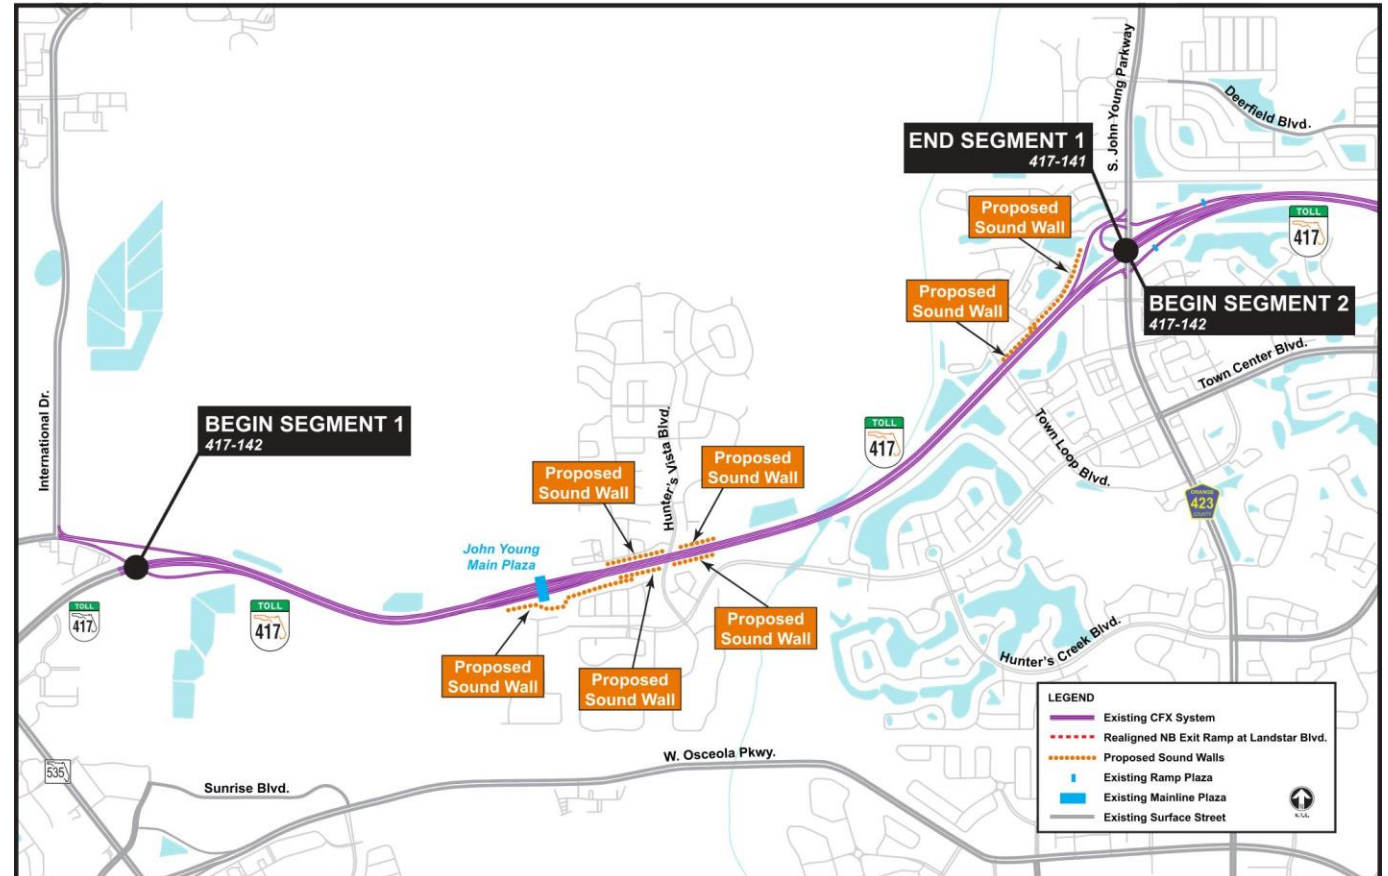 S. John Young Parkway
Deerfield Blvd.
END SEGMENT 1
417-141
Proposed
Sound Wall
TOLL
417
Proposed
Sound Wall
BEGIN SEGMENT 2
417-142
Town Center Blvd.
International Dr.
BEGIN SEGMENT 1
417-142
Hunter's Vista Blvd.
Town Loop Blvd.
TOLL
417
Proposed
Sound Wall
Proposed
Sound Wall
ORANGE
423
COUNTY
John Young
Main Plaza
TOLL
417
TOLL
417
Proposed
Sound Wall
Proposed
Sound Wall
Proposed
Sound Wall
Hunter's Creek Blvd.
535
Sunrise Blvd.
W. Osceola Pkwy.
LEGEND
Existing CFX System
Realigned NB Exit Ramp at Landstar Blvd.
Proposed Sound Walls
Existing Ramp Plaza
Existing Mainline Plaza
Existing Surface Street
N.T.S.